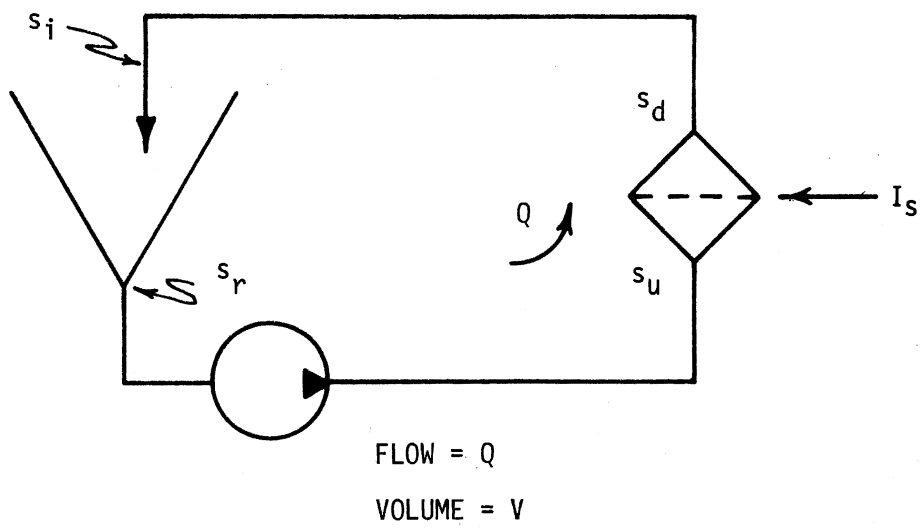 s_i
s_d
I_s
Q
s_r
s_u
FLOW = Q
VOLUME = V